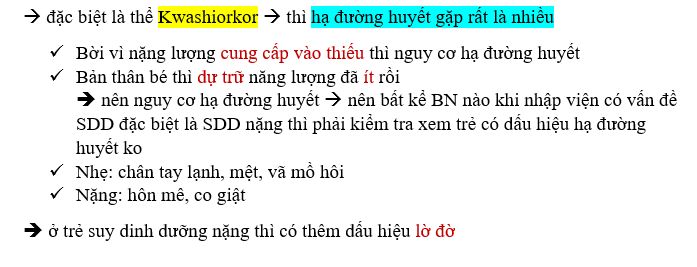 → đặc biệt là thể Kwashiorkor → thì hạ đường huyết gặp rất là nhiều
✓ Bời vì nặng lượng cung cấp vào thiếu thì nguy cơ hạ đường huyết
✓ Bản thân bé thì dự trữ năng lượng đã ít rồi
➔ nên nguy cơ hạ đường huyết → nên bất kể BN nào khi nhập viện có vấn đề
SDD đặc biệt là SDD nặng thì phải kiểm tra xem trẻ có dấu hiệu hạ đường
huyết ko
✓ Nhẹ: chân tay lạnh, mệt, vã mồ hôi
✓ Nặng: hôn mê, co giật
➔ ở trẻ suy dinh dưỡng nặng thì có thêm dấu hiệu lờ đờ